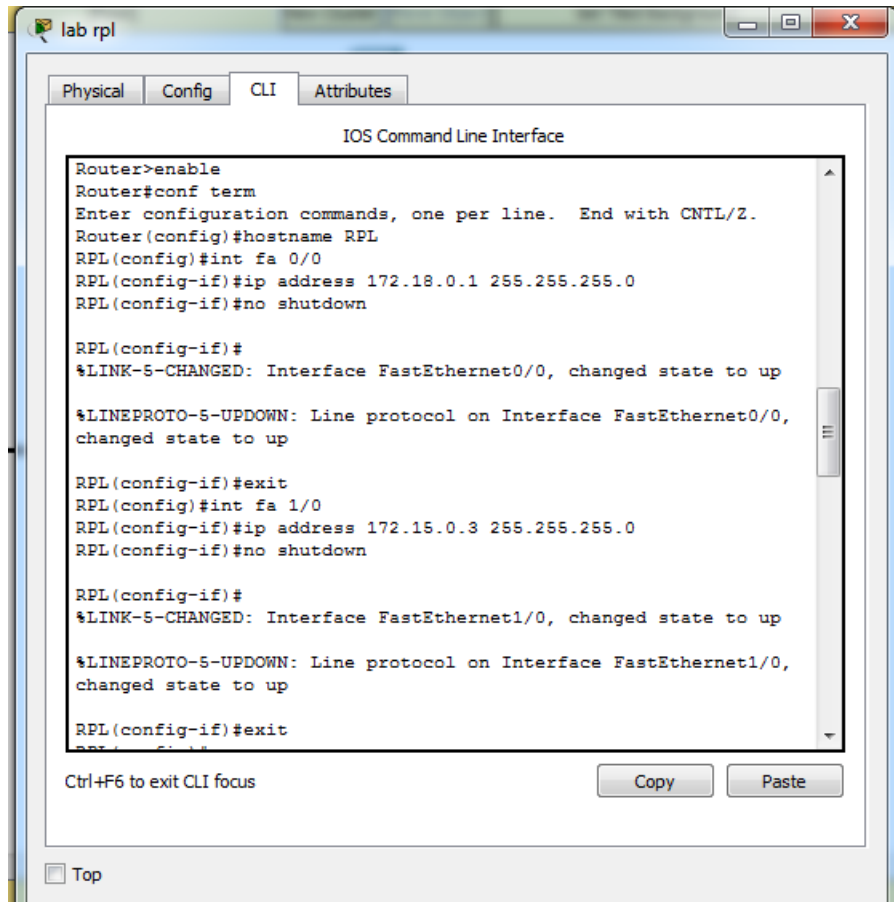 lab rpl
Physical Config CLI Attributes
IOS Command Line Interface
Router>enable
Router#conf term
Enter configuration commands, one per line.  End with CNTL/Z.
Router(config)#hostname RPL
RPL(config)#int fa 0/0
RPL(config-if)#ip address 172.18.0.1 255.255.255.0
RPL(config-if)#no shutdown
RPL(config-if)#
%LINK-5-CHANGED: Interface FastEthernet0/0, changed state to up
%LINEPROTO-5-UPDOWN: Line protocol on Interface FastEthernet0/0,
changed state to up
RPL(config-if)#exit
RPL(config)#int fa 1/0
RPL(config-if)#ip address 172.15.0.3 255.255.255.0
RPL(config-if)#no shutdown
RPL(config-if)#
%LINK-5-CHANGED: Interface FastEthernet1/0, changed state to up
%LINEPROTO-5-UPDOWN: Line protocol on Interface FastEthernet1/0,
changed state to up
RPL(config-if)#exit
Ctrl+F6 to exit CLI focus
Copy Paste
Top